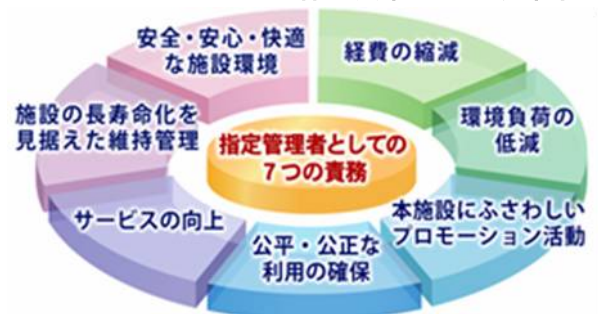 安全・安心・快適
な施設環境
経費の縮減
施設の長寿命化を
見据えた維持管理
指定管理者としての
7つの責務
環境負荷の
低減
サービスの向上
公平・公正な
利用の確保
本施設にふさわしい
プロモーション活動